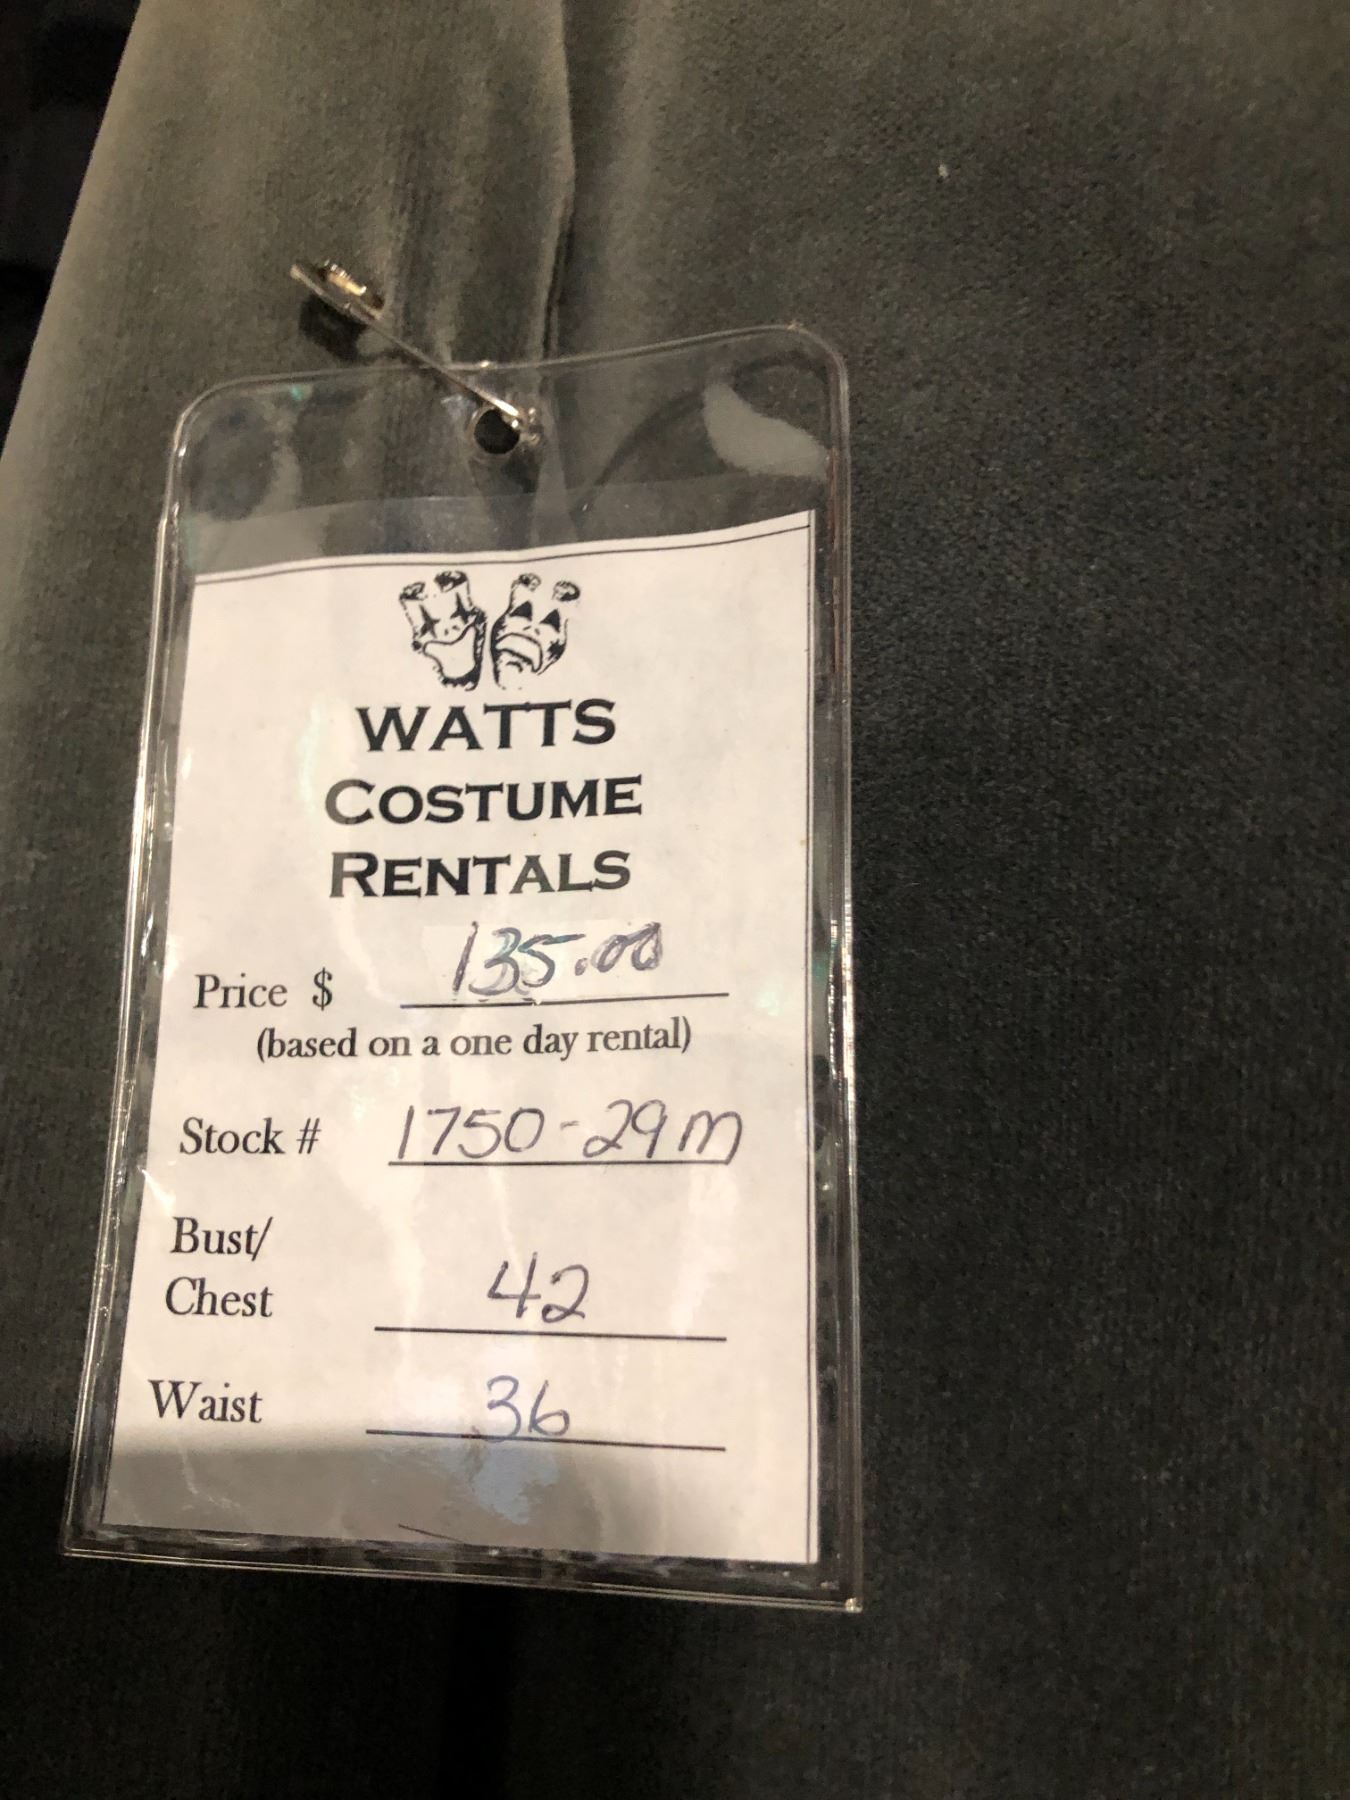 WATTS
COSTUME
RENTALS
Price $ 135.00
(based on a one day rental)
Stock # 1750-29m
Bust/
Chest 42
Waist 36